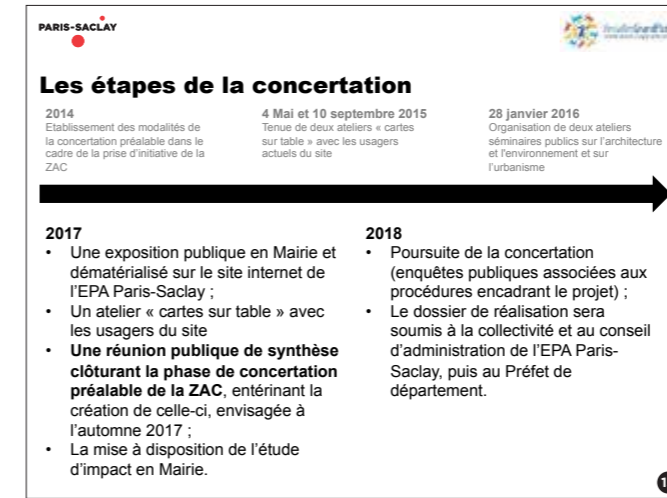 PARIS-SACLAY
Les étapes de la concertation
2014
Etablissement des modalités de
la concertation préalable dans le
cadre de la prise d'initiative de la
ZAC
4 Mai et 10 septembre 2015
Tenue de deux ateliers « cartes
sur table » avec les usagers
actuels du site
28 janvier 2016
Organisation de deux ateliers
séminaires publics sur l'architecture
et l'environnement et sur
l'urbanisme
2017
• Une exposition publique en Mairie et
dématérialisé sur le site internet de
l'EPA Paris-Saclay ;
• Un atelier « cartes sur table » avec
les usagers du site
• Une réunion publique de synthèse
clôturant la phase de concertation
préalable de la ZAC, entérinant la
création de celle-ci, envisagée à
l'automne 2017 ;
• La mise à disposition de l'étude
d'impact en Mairie.
2018
• Poursuite de la concertation
(enquêtes publiques associées aux
procédures encadrant le projet) ;
• Le dossier de réalisation sera
soumis à la collectivité et au conseil
d'administration de l'EPA Paris-
Saclay, puis au Préfet de
département.